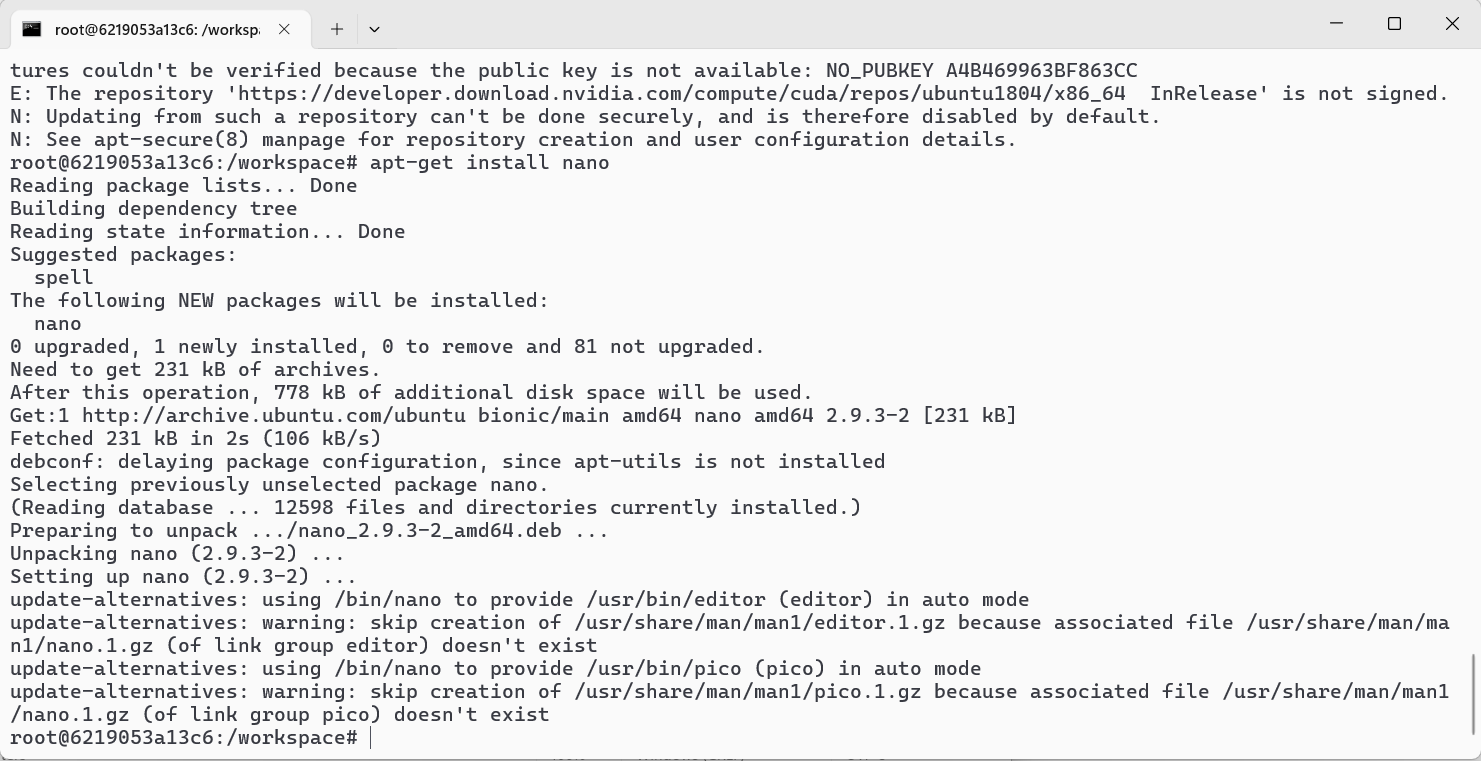 root@6219053a13c6: /worksp
tures couldn't be verified because the public key is not available: NO_PUBKEY A4B469963BF863CC
E: The repository 'https://developer.download.nvidia.com/compute/cuda/repos/ubuntu1804/x86_64  InRelease' is not signed.
N: Updating from such a repository can't be done securely, and is therefore disabled by default.
N: See apt-secure(8) manpage for repository creation and user configuration details.
root@6219053a13c6:/workspace# apt-get install nano
Reading package lists... Done
Building dependency tree
Reading state information... Done
Suggested packages:
  spell
The following NEW packages will be installed:
  nano
0 upgraded, 1 newly installed, 0 to remove and 81 not upgraded.
Need to get 231 kB of archives.
After this operation, 778 kB of additional disk space will be used.
Get:1 http://archive.ubuntu.com/ubuntu bionic/main amd64 nano amd64 2.9.3-2 [231 kB]
Fetched 231 kB in 2s (106 kB/s)
debconf: delaying package configuration, since apt-utils is not installed
Selecting previously unselected package nano.
(Reading database ... 12598 files and directories currently installed.)
Preparing to unpack .../nano_2.9.3-2_amd64.deb ...
Unpacking nano (2.9.3-2) ...
Setting up nano (2.9.3-2) ...
update-alternatives: using /bin/nano to provide /usr/bin/editor (editor) in auto mode
update-alternatives: warning: skip creation of /usr/share/man/man1/editor.1.gz because associated file /usr/share/man/ma
n1/nano.1.gz (of link group editor) doesn't exist
update-alternatives: using /bin/nano to provide /usr/bin/pico (pico) in auto mode
update-alternatives: warning: skip creation of /usr/share/man/man1/pico.1.gz because associated file /usr/share/man/man1
/nano.1.gz (of link group pico) doesn't exist
root@6219053a13c6:/workspace#